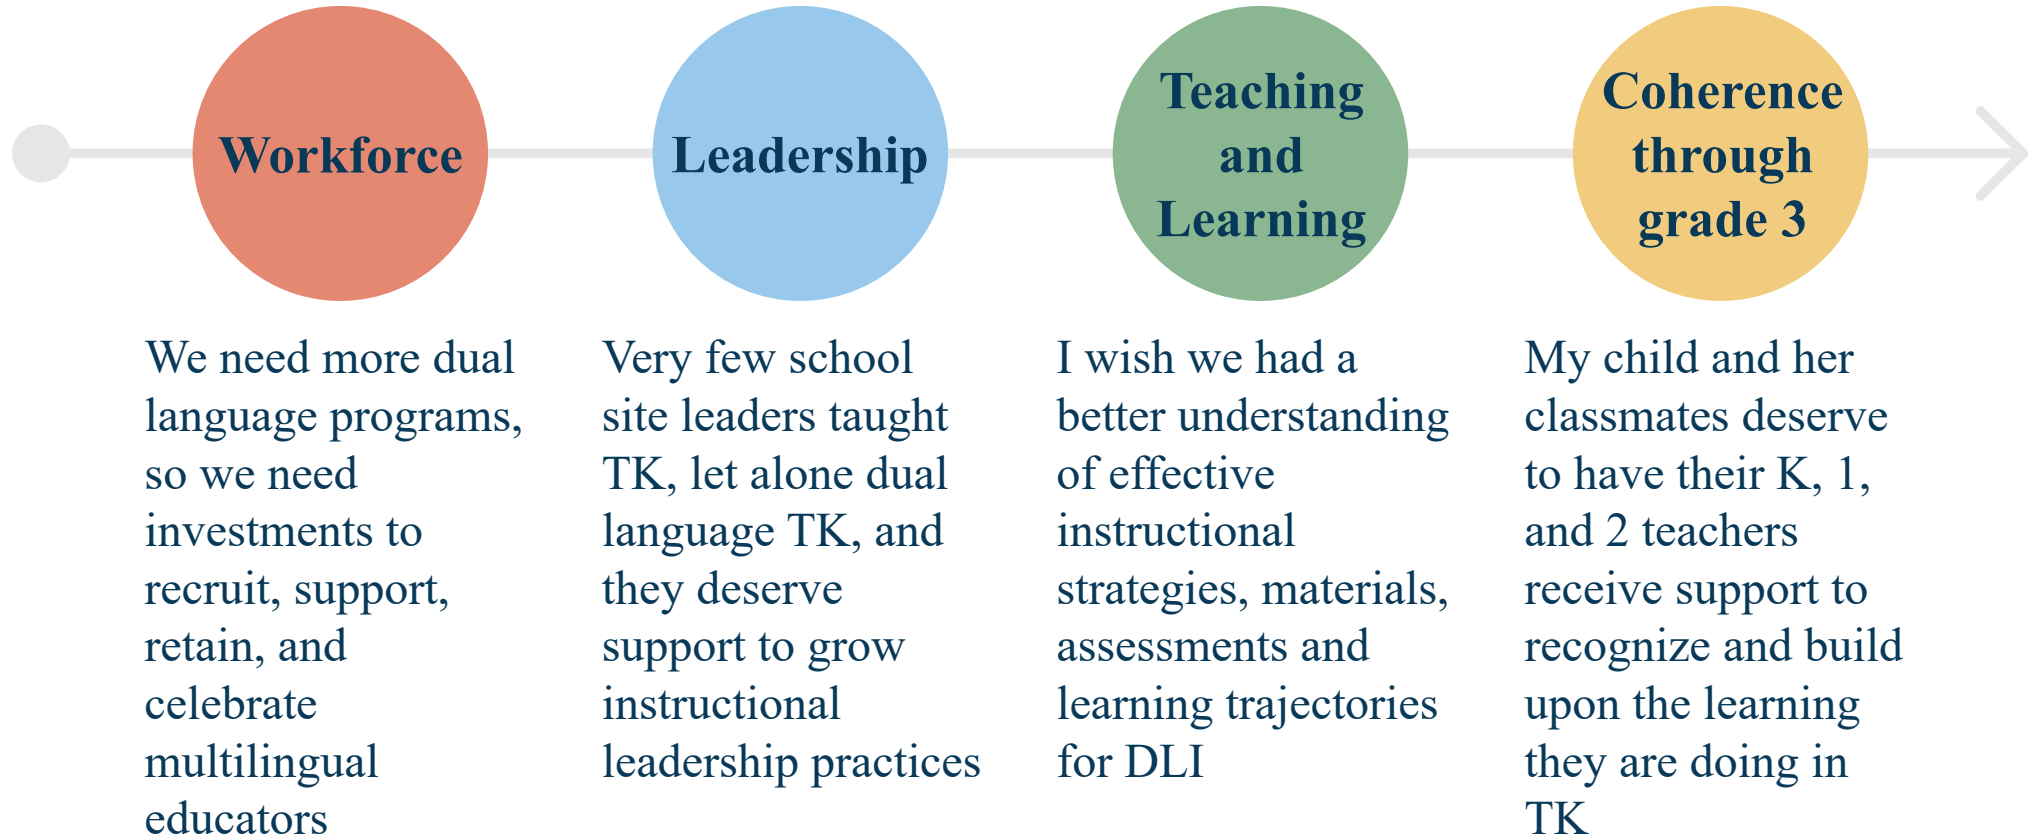 Workforce
Leadership
Teaching
and
Learning
Coherence
through
grade 3
We need more dual
language programs,
so we need
investments to
recruit, support,
retain, and
celebrate
multilingual
educators
Very few school
site leaders taught
TK, let alone dual
language TK, and
they deserve
support to grow
instructional
leadership practices
I wish we had a
better understanding
of effective
instructional
strategies, materials,
assessments and
learning trajectories
for DLI
My child and her
classmates deserve
to have their K, 1,
and 2 teachers
receive support to
recognize and build
upon the learning
they are doing in
TK